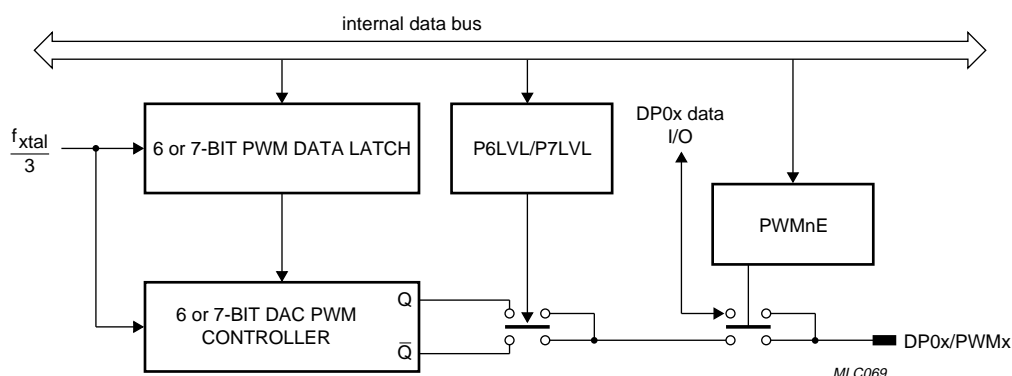 internal data bus
f xtal
3
6 or 7-BIT PWM DATA LATCH
P6LVL/P7LVL
DP0x data
I/O
PWMnE
6 or 7-BIT DAC PWM
CONTROLLER
Q
Q̅
DP0x/PWMx
MLC069